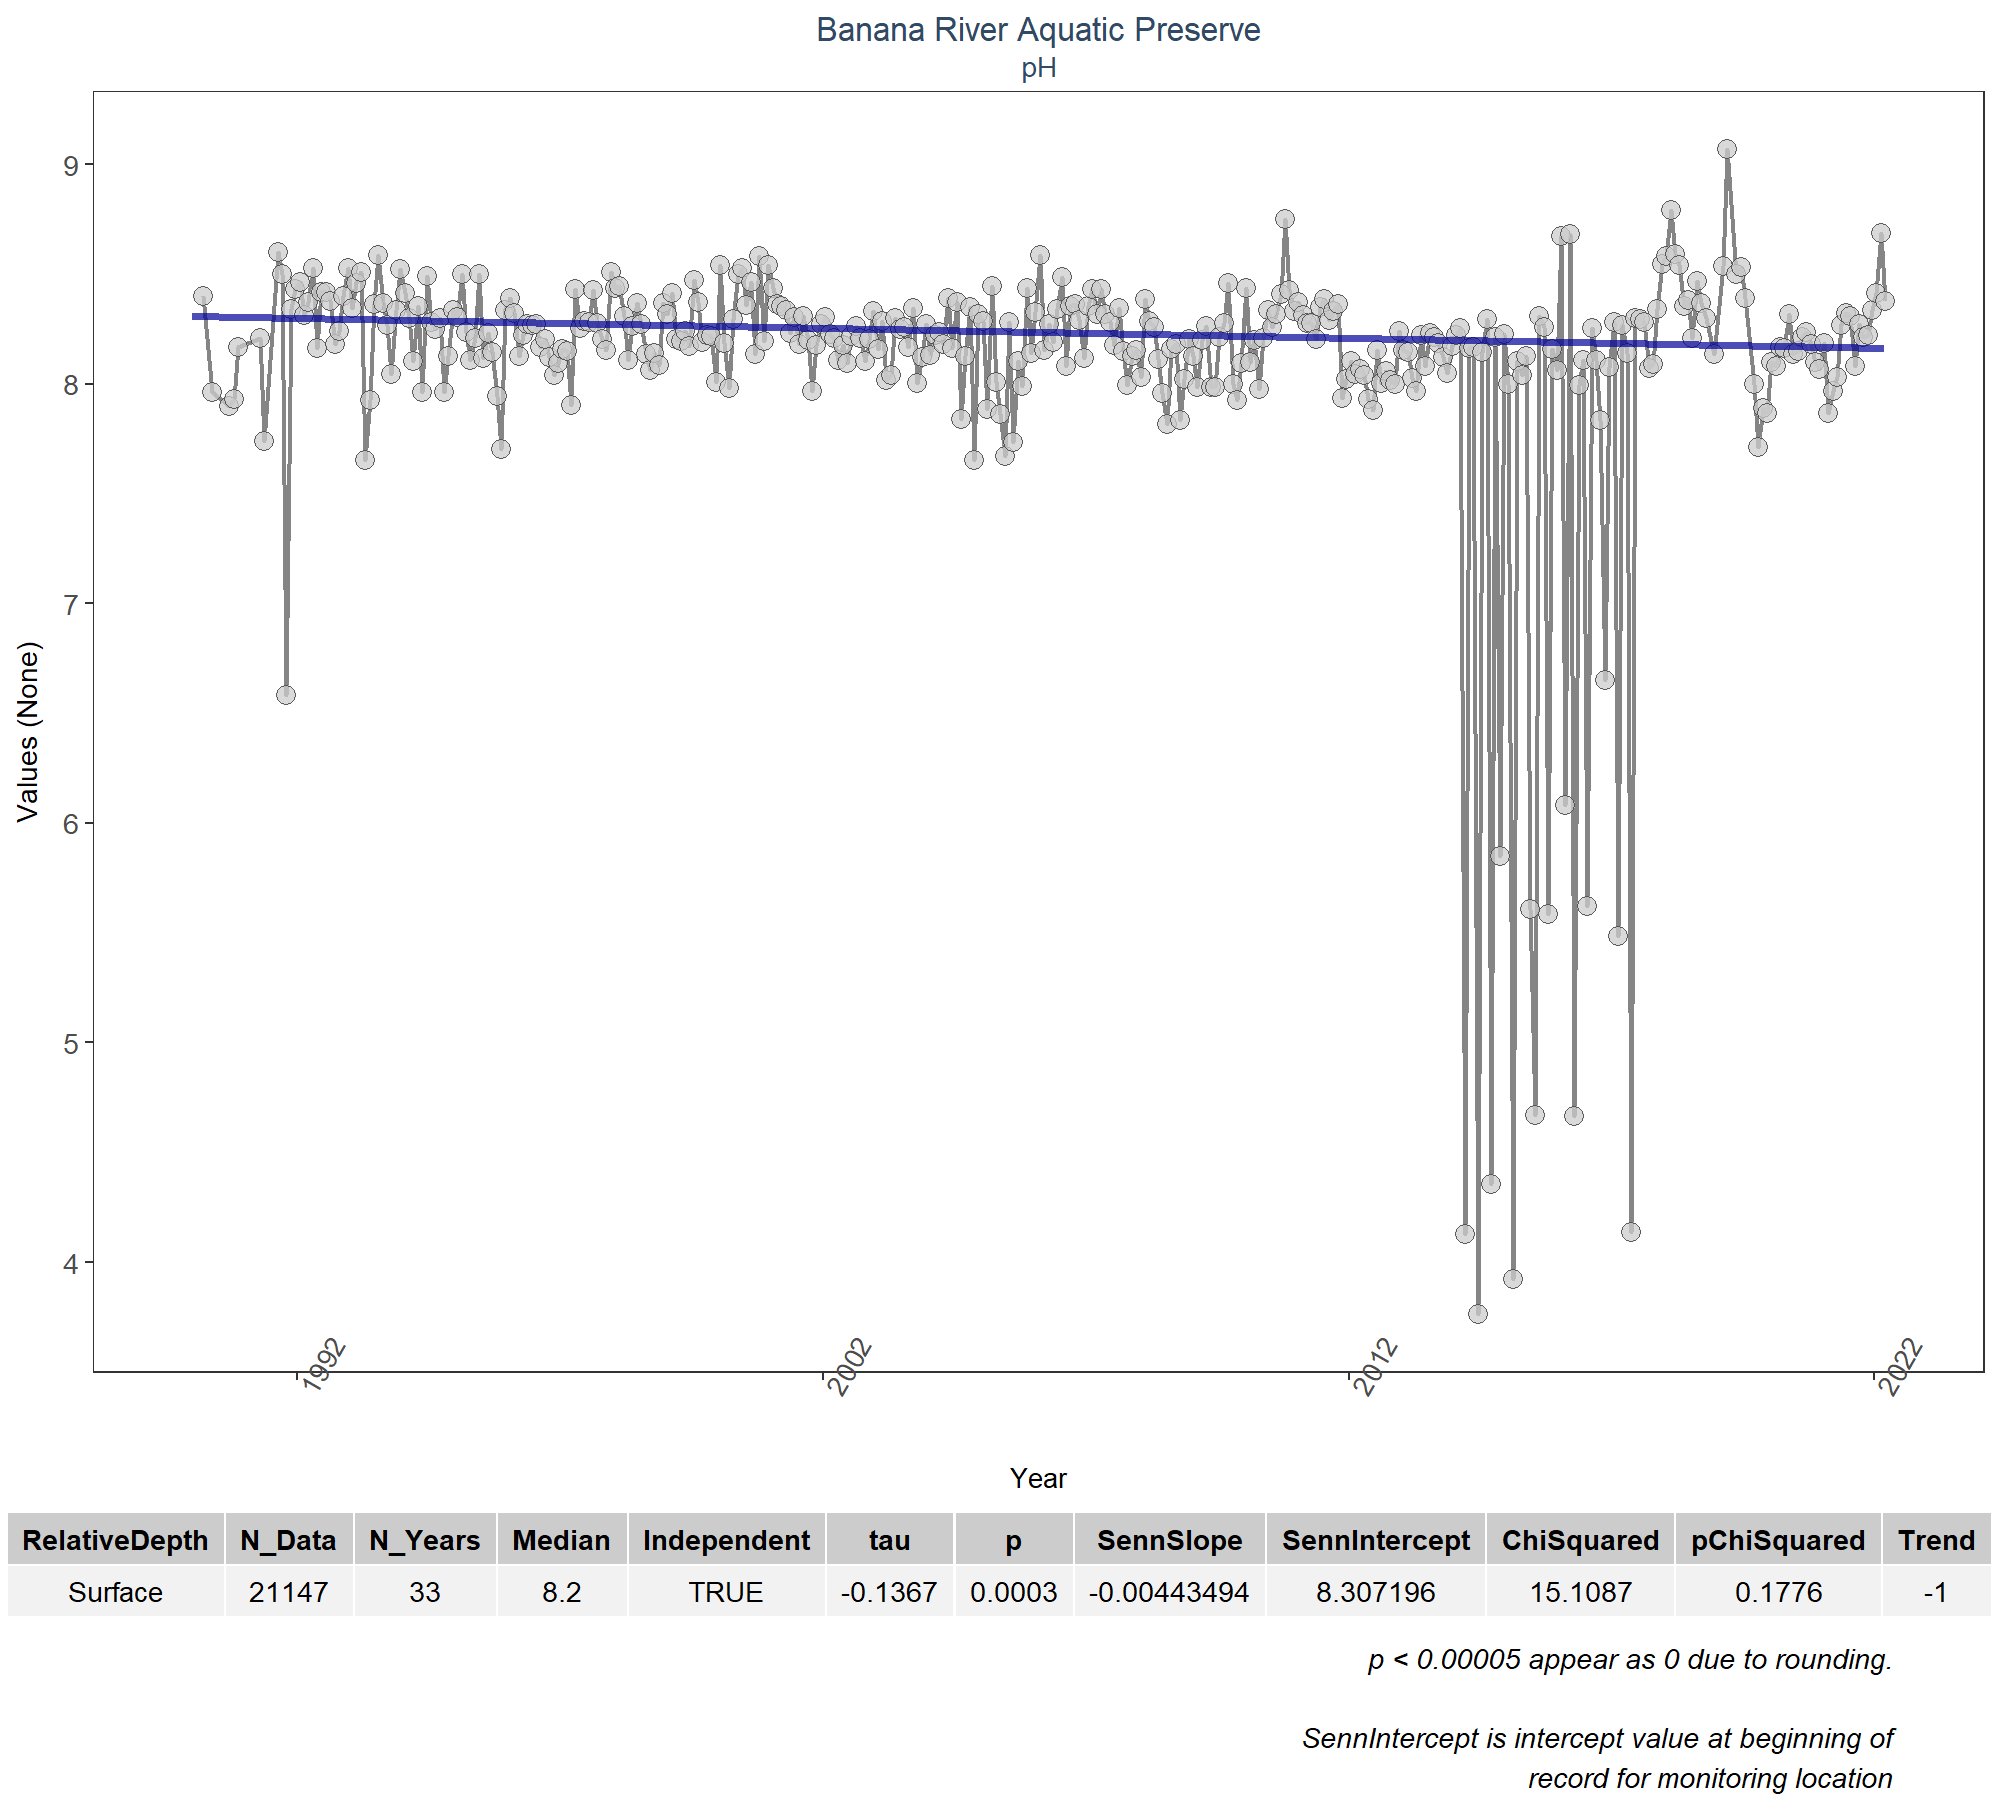 Banana River Aquatic Preserve
pH
9
8
7
6
5
4
Values (None)
1992
2002
2012
2022
Year
RelativeDepth N_Data N_Years Median Independent tau p SennSlope SennIntercept ChiSquared pChiSquared Trend
Surface 21147 33 8.2 TRUE -0.1367 0.0003 -0.00443494 8.307196 15.1087 0.1776 -1
p < 0.00005 appear as 0 due to rounding.
SennIntercept is intercept value at beginning of
record for monitoring location